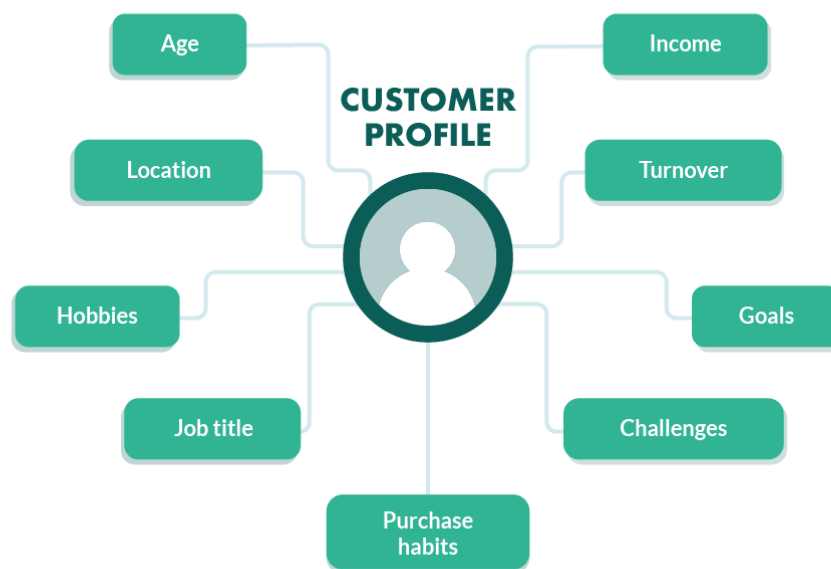 Age
Income
CUSTOMER
PROFILE
Location
Turnover
Hobbies
Goals
Job title
Challenges
Purchase
habits